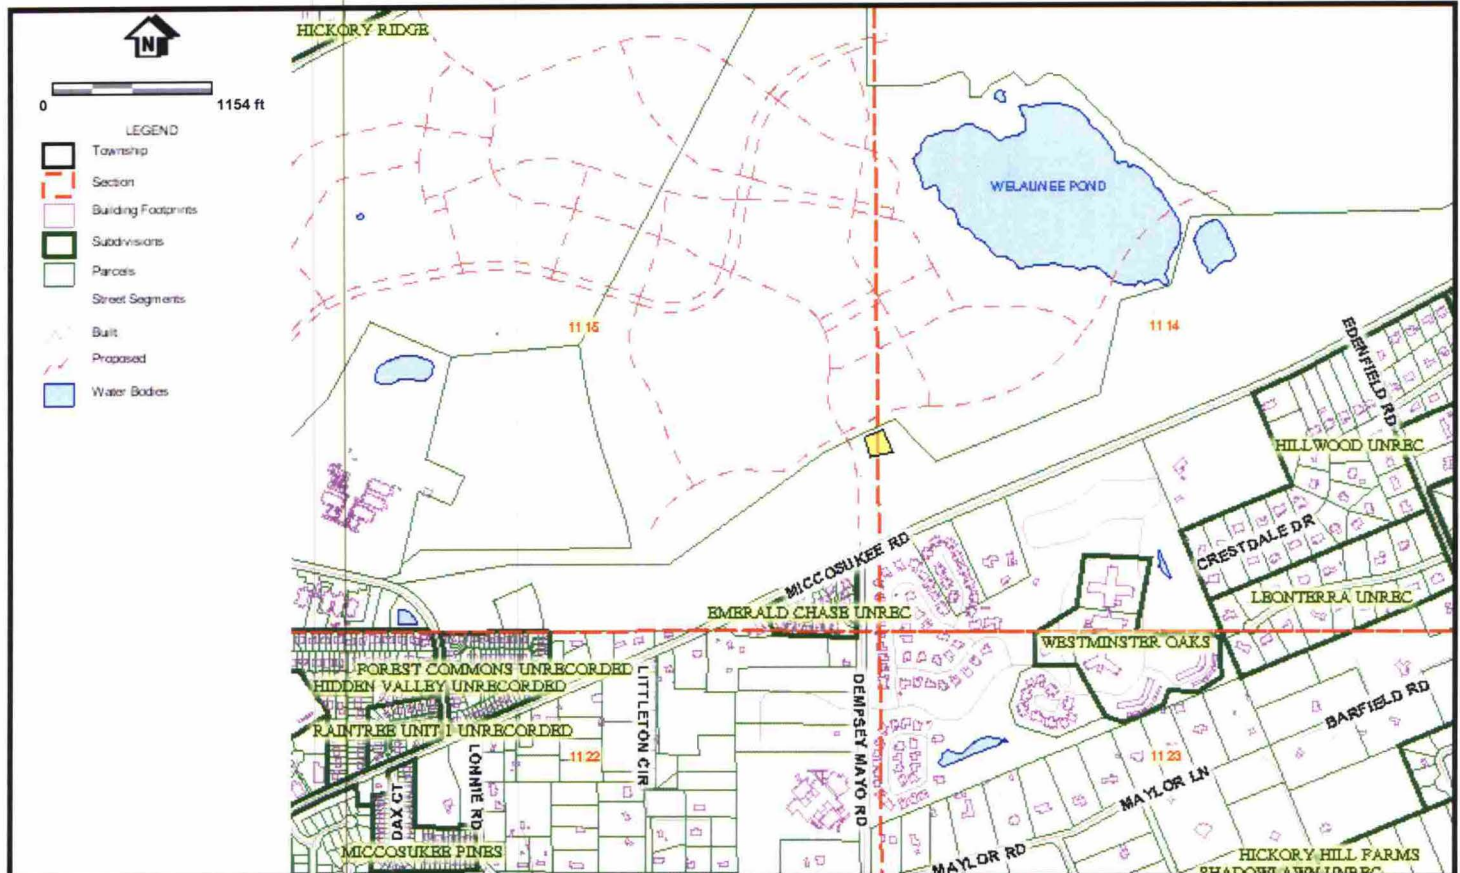 N
0 1154 ft
LEGEND
Township
Section
Building Footprints
Subdivisions
Parcels
Street Segments
Built
Proposed
Water Bodies
HICKORY RIDGE
WELAUNEE POND
11 15
11 14
EDENFIELD RD
HILLWOOD UNREC
CRESTDALE DR
MICCOSUKEE RD
LEONTERRA UNREC
EMERALD CHASE UNREC
WESTMINSTER OAKS
FOREST COMMONS UNRECORDED
HIDDEN VALLEY UNRECORDED
LITTLETON CIR
DEMPSEY MAYO RD
BARFIELD RD
RAINTREE UNIT I UNRECORDED
11 22
11 23
LONNIE RD
DAX CT
MAYLOR LN
MICCOSUKEE PINES
MAYLOR RD
HICKORY HILL FARMS
SHADOWLAWN UNREC